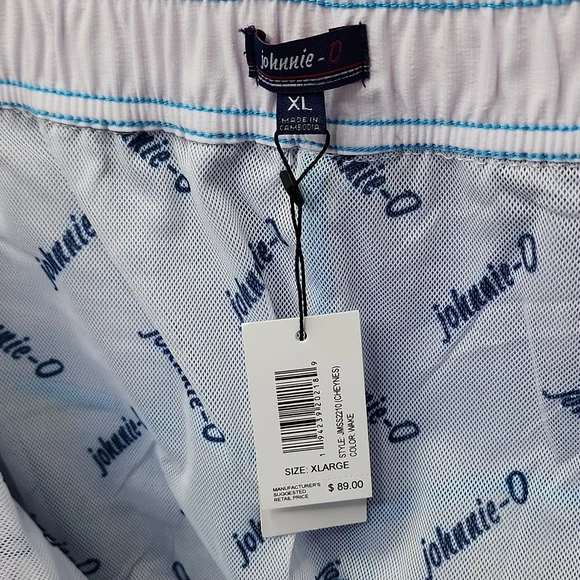 johnnie-O
XL
MADE IN
CAMBODIA
johnnie-O
johnnie-O
johnnie-O
johnnie-O
johnnie-O
johnnie-O
STYLE: JMSS2210 (CHEYNES)
COLOR: WAKE
SIZE: XLARGE
MANUFACTURER'S
SUGGESTED
RETAIL PRICE
$ 89.00